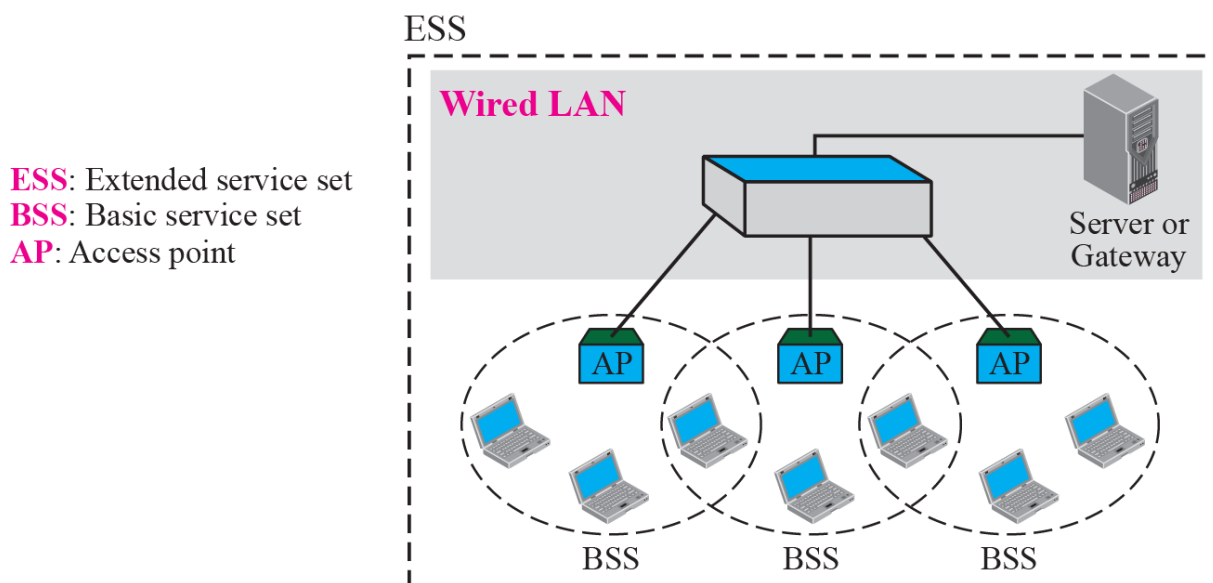 ESS
Wired LAN
ESS: Extended service set
BSS: Basic service set
AP: Access point
Server or
Gateway
AP AP AP
BSS BSS BSS